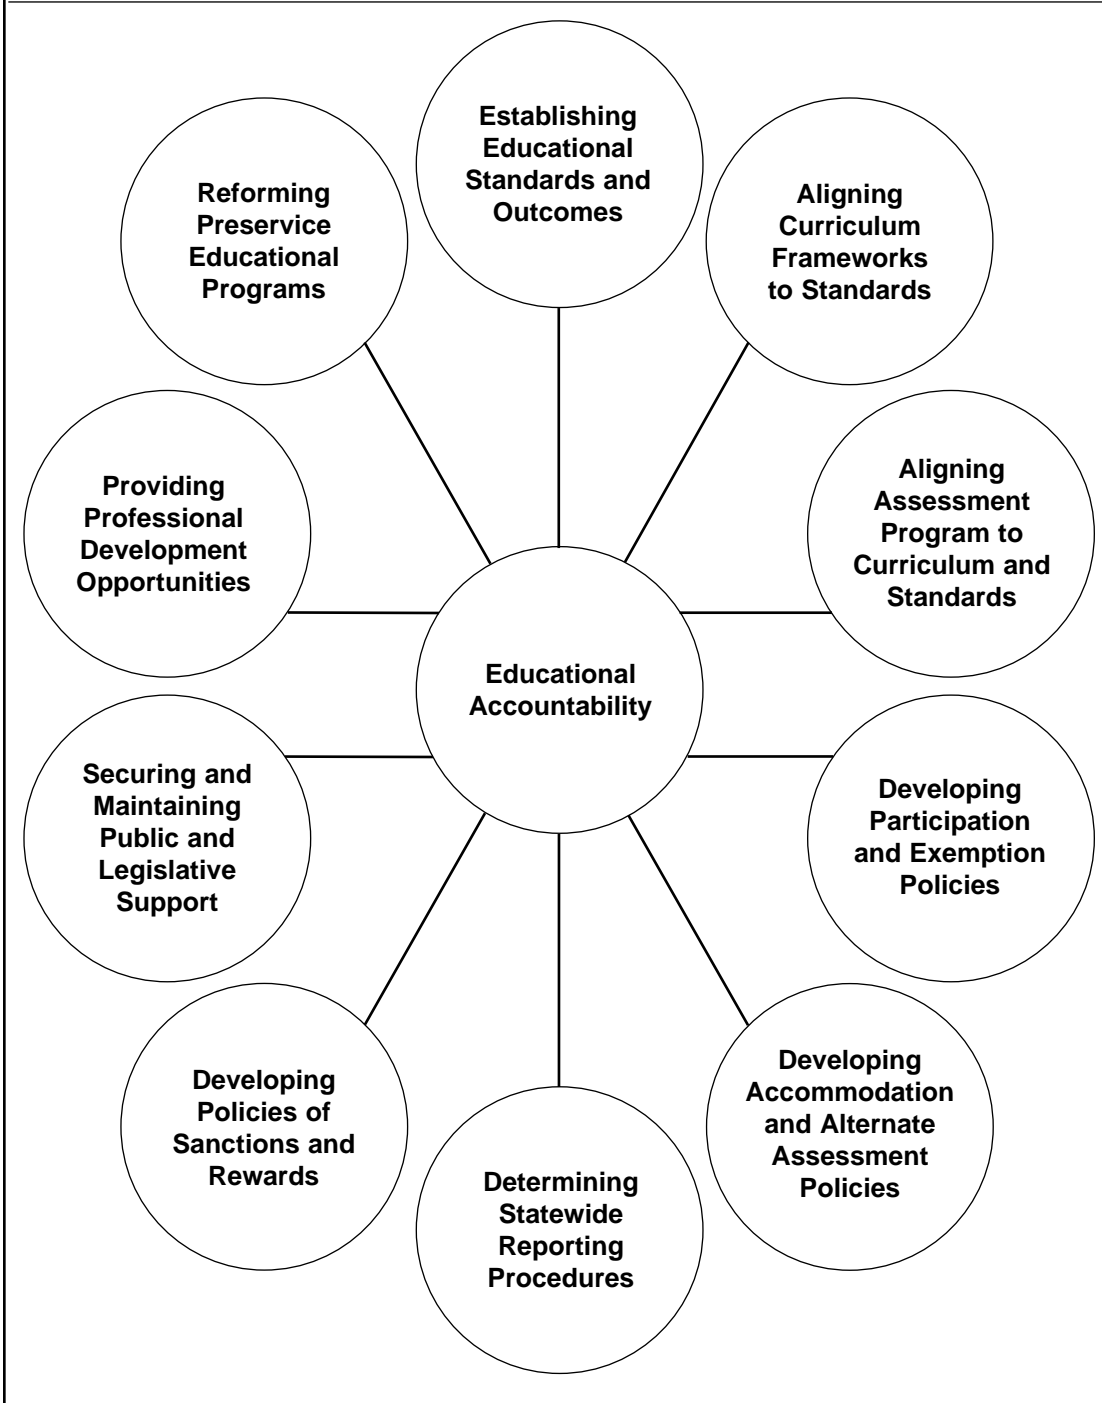 Establishing
Educational
Standards and
Outcomes
Aligning
Curriculum
Frameworks
to Standards
Aligning
Assessment
Program to
Curriculum and
Standards
Developing
Participation
and Exemption
Policies
Developing
Accommodation
and Alternate
Assessment
Policies
Determining
Statewide
Reporting
Procedures
Developing
Policies of
Sanctions and
Rewards
Securing and
Maintaining
Public and
Legislative
Support
Providing
Professional
Development
Opportunities
Reforming
Preservice
Educational
Programs
Educational
Accountability